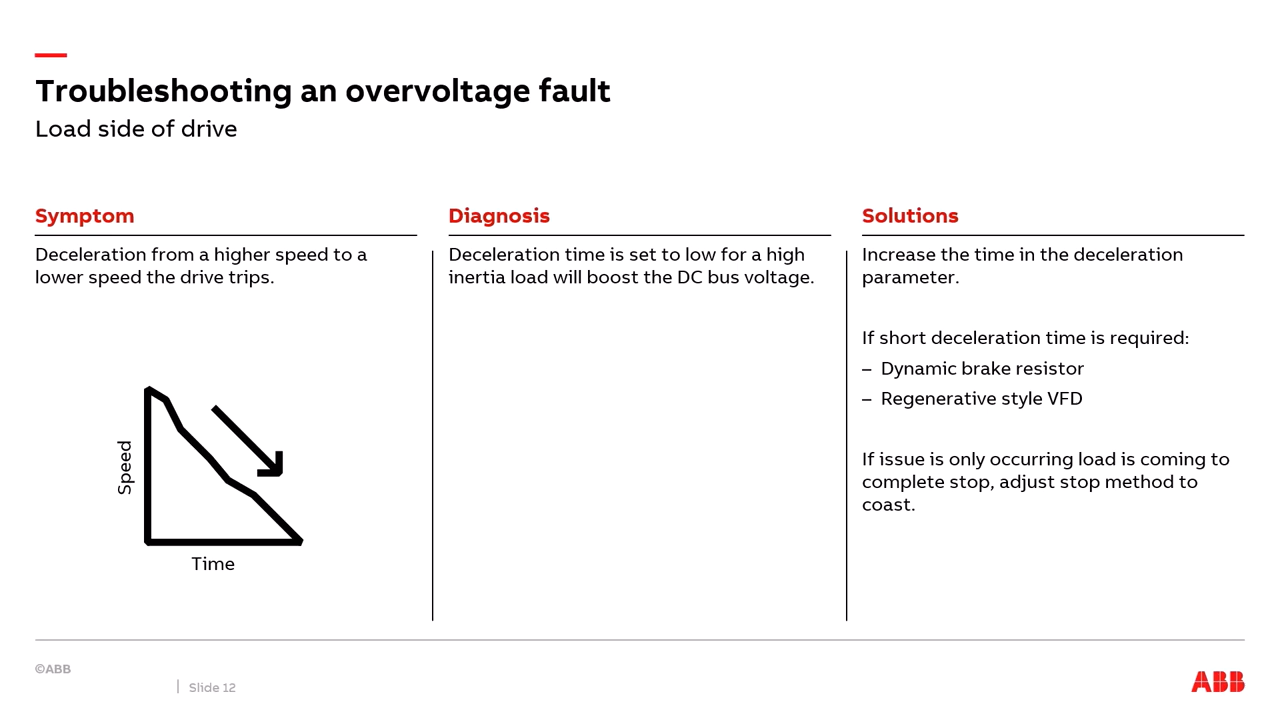 Troubleshooting an overvoltage fault
Load side of drive
Symptom
Deceleration from a higher speed to a
lower speed the drive trips.
Speed
Time
Diagnosis
Deceleration time is set to low for a high
inertia load will boost the DC bus voltage.
Solutions
Increase the time in the deceleration
parameter.
If short deceleration time is required:
– Dynamic brake resistor
– Regenerative style VFD
If issue is only occurring load is coming to
complete stop, adjust stop method to
coast.
©ABB
Slide 12
ABB